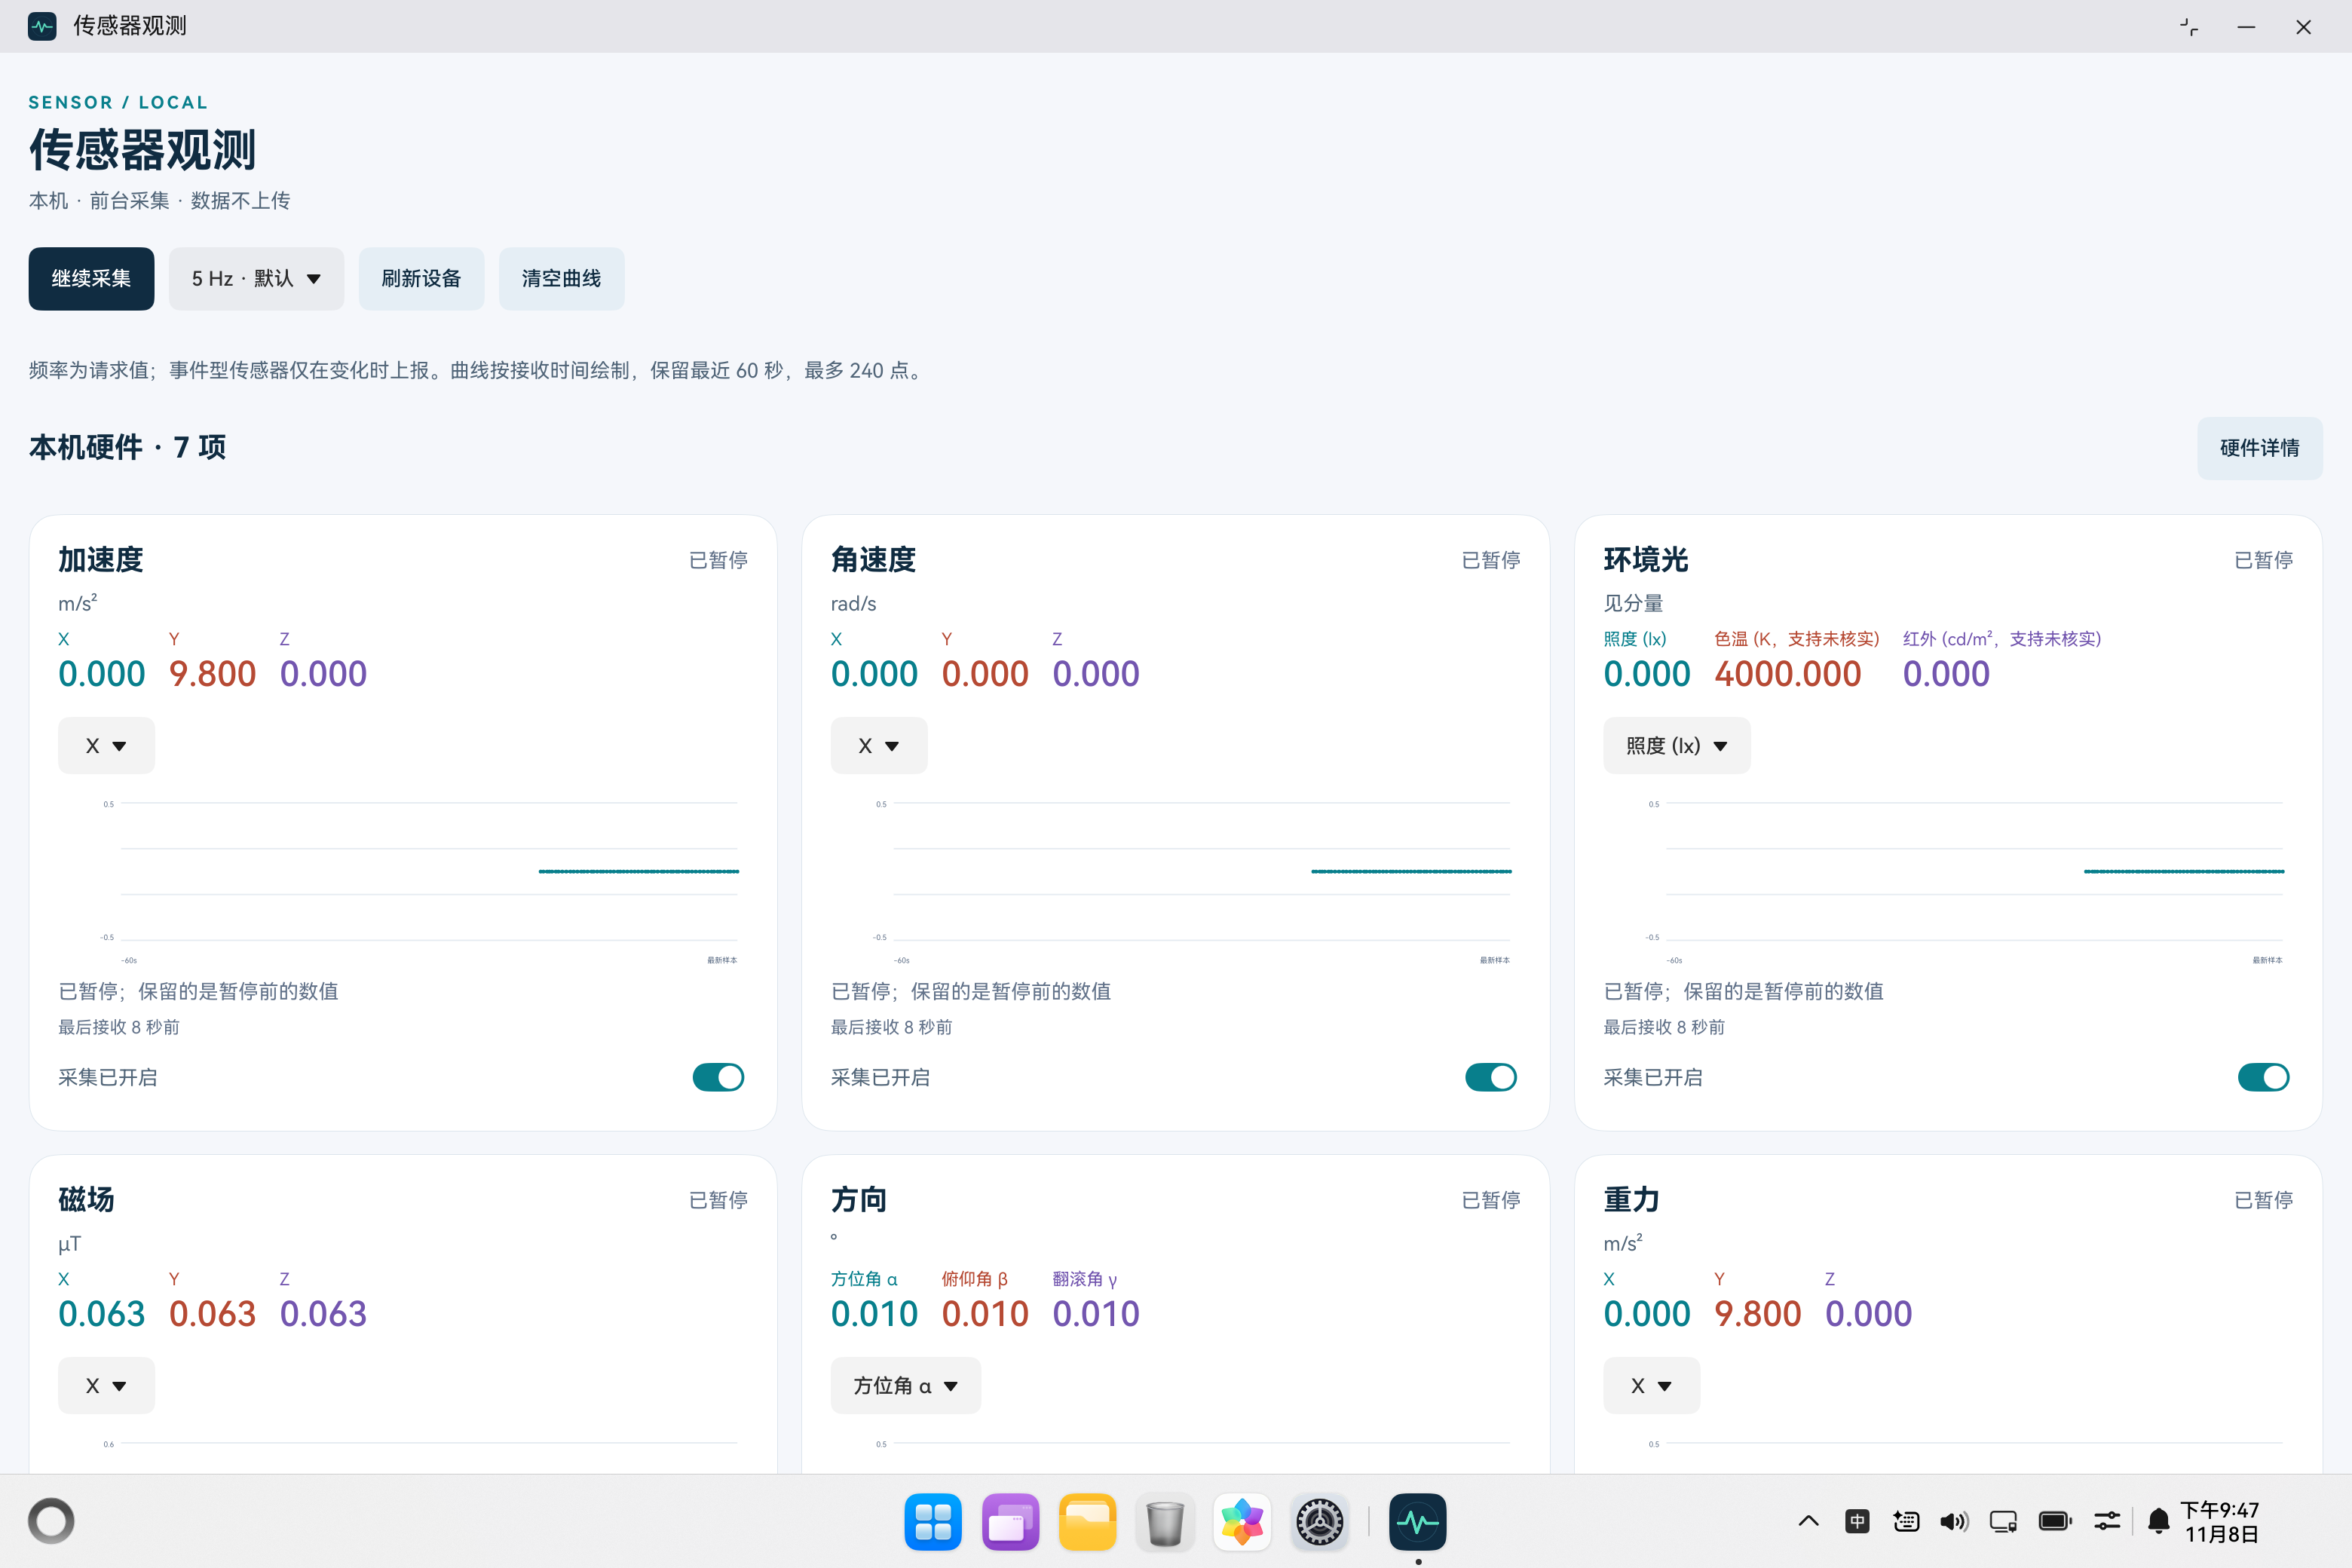 传感器观测
SENSOR / LOCAL
传感器观测
本机 · 前台采集 · 数据不上传
继续采集
5 Hz · 默认
刷新设备
清空曲线
频率为请求值；事件型传感器仅在变化时上报。曲线按接收时间绘制，保留最近 60 秒，最多 240 点。
本机硬件 · 7 项
硬件详情
加速度
已暂停
m/s²
X Y Z
0.000 9.800 0.000
X
0.5
-0.5
-60s
最新样本
已暂停；保留的是暂停前的数值
最后接收 8 秒前
采集已开启
角速度
已暂停
rad/s
X Y Z
0.000 0.000 0.000
X
0.5
-0.5
-60s
最新样本
已暂停；保留的是暂停前的数值
最后接收 8 秒前
采集已开启
环境光
已暂停
见分量
照度 (lx) 色温 (K，支持未核实) 红外 (cd/m²，支持未核实)
0.000 4000.000 0.000
照度 (lx)
0.5
-0.5
-60s
最新样本
已暂停；保留的是暂停前的数值
最后接收 8 秒前
采集已开启
磁场
已暂停
μT
X Y Z
0.063 0.063 0.063
X
0.6
方向
已暂停
°
方位角 α 俯仰角 β 翻滚角 γ
0.010 0.010 0.010
方位角 α
0.5
重力
已暂停
m/s²
X Y Z
0.000 9.800 0.000
X
0.5
中
下午9:47
11月8日